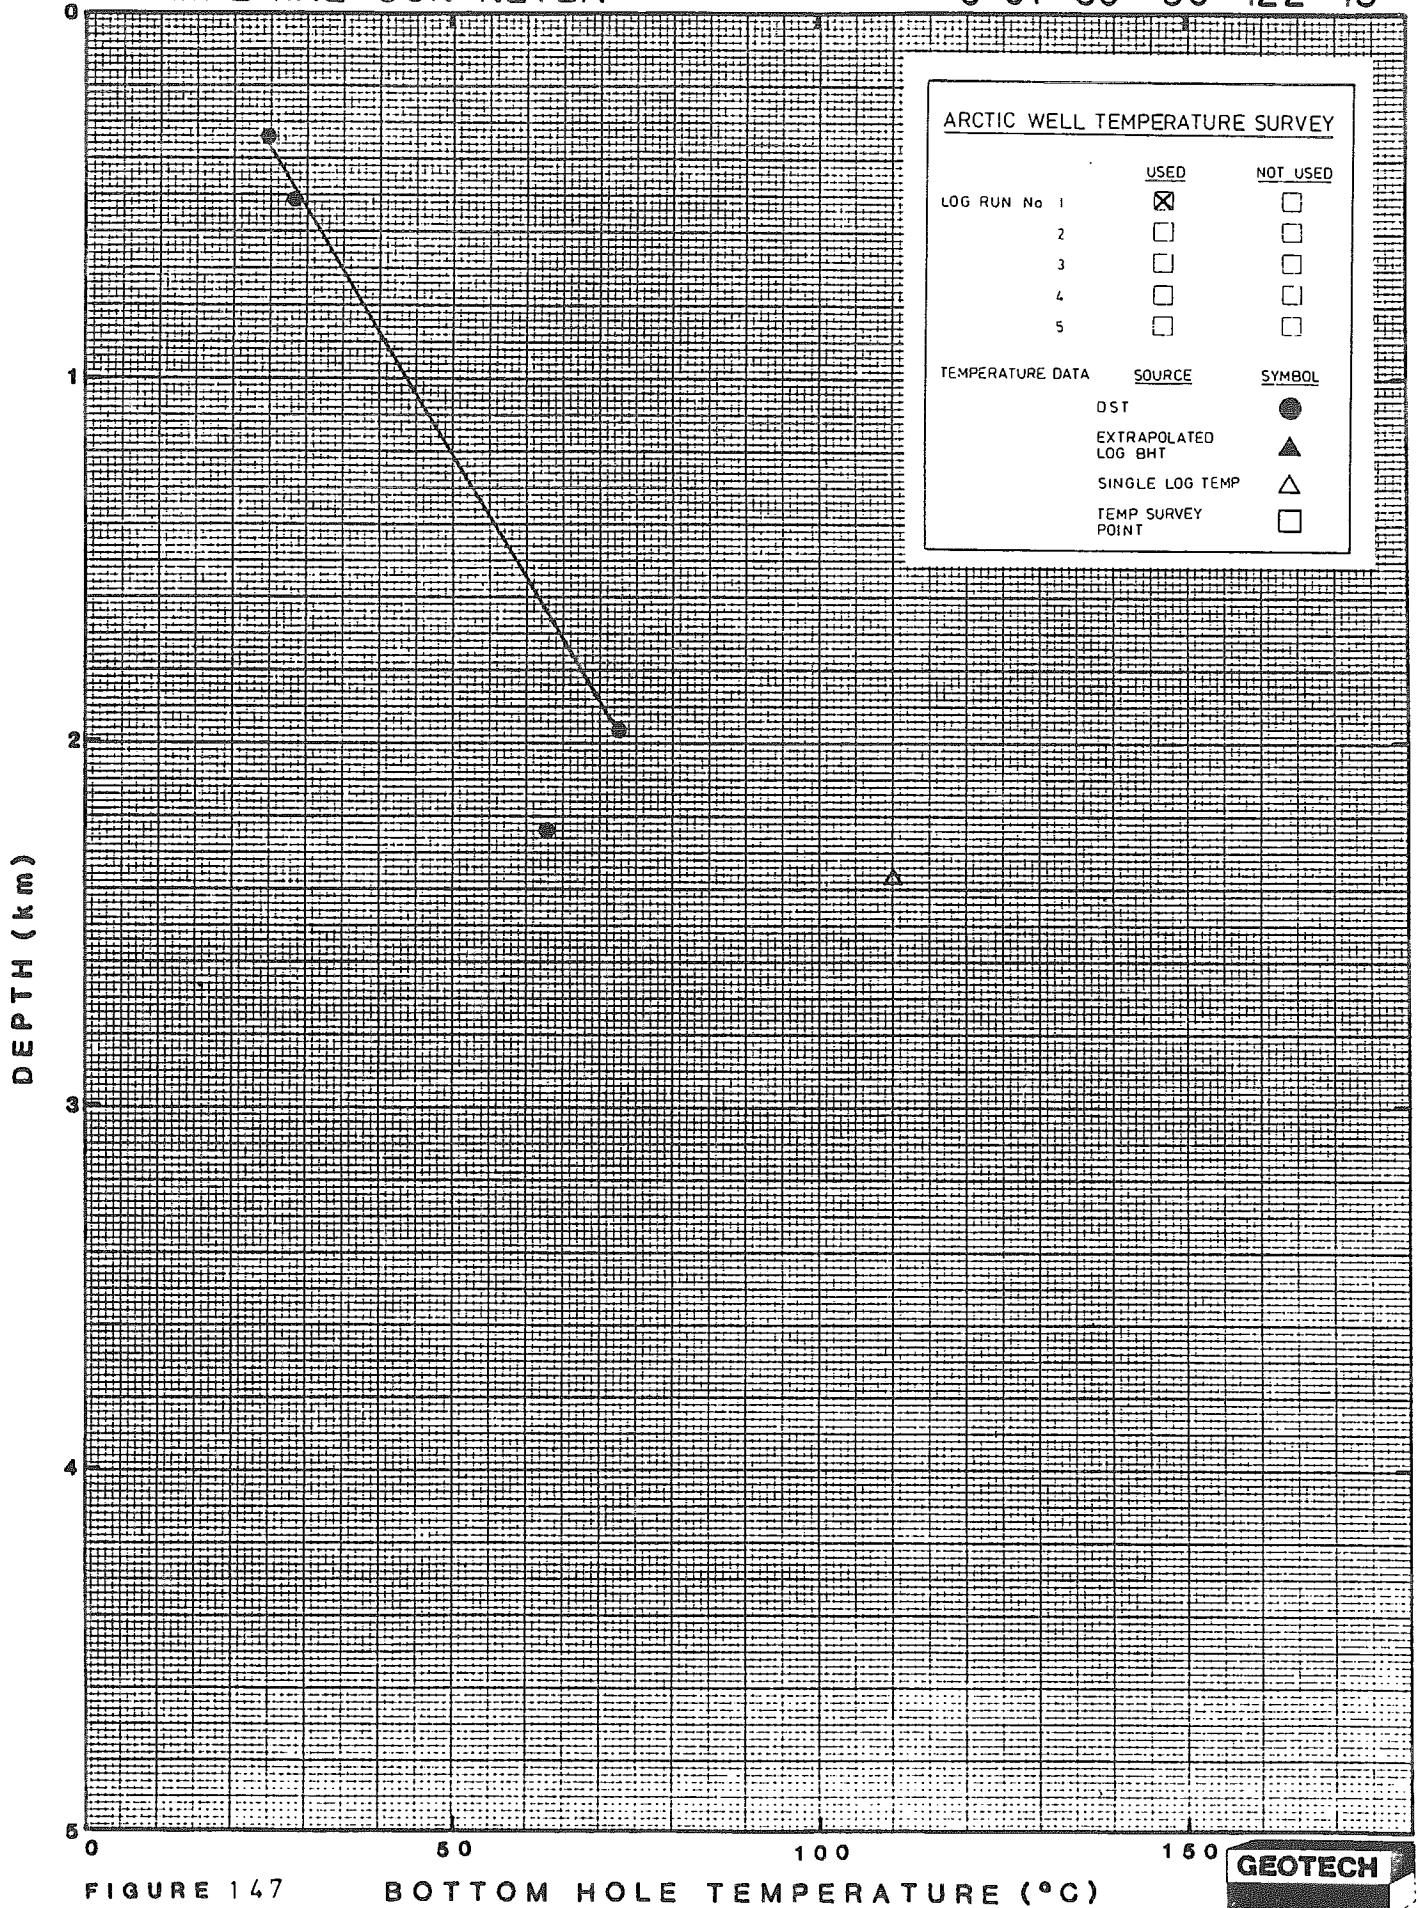 0
ARCTIC WELL TEMPERATURE SURVEY
USED NOT USED
LOG RUN No 1
2
3
4
5
TEMPERATURE DATA SOURCE SYMBOL
DST
EXTRAPOLATED
LOG BHT
SINGLE LOG TEMP
TEMP SURVEY
POINT
1
2
3
4
5
DEPTH (km)
0 50 100 150
GEOTECH
FIGURE 147 BOTTOM HOLE TEMPERATURE (°C)